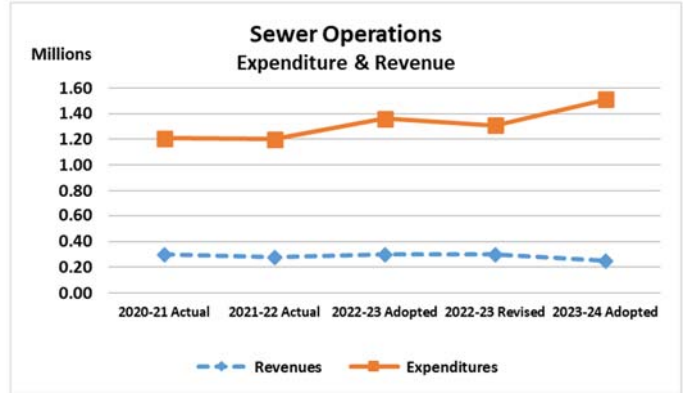 Sewer Operations
Expenditure & Revenue
Millions
1.60
1.40
1.20
1.00
0.80
0.60
0.40
0.20
0.00
2020-21 Actual 2021-22 Actual 2022-23 Adopted 2022-23 Revised 2023-24 Adopted
Revenues Expenditures